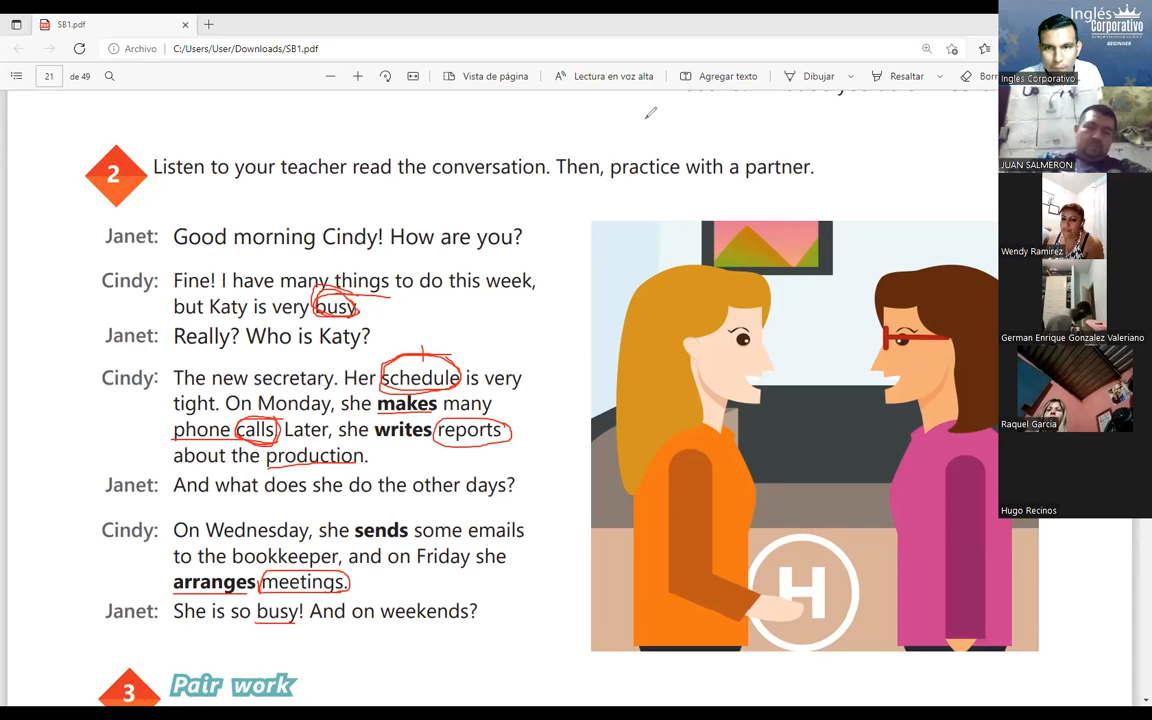 SB1.pdf
Archivo C:/Users/User/Downloads/SB1.pdf
21 de 49 Vista de página Lectura en voz alta Agregar texto Dibujar Resaltar
2 Listen to your teacher read the conversation. Then, practice with a partner.
Janet: Good morning Cindy! How are you?
Cindy: Fine! I have many things to do this week,
but Katy is very busy.
Janet: Really? Who is Katy?
Cindy: The new secretary. Her schedule is very
tight. On Monday, she makes many
phone calls. Later, she writes reports
about the production.
Janet: And what does she do the other days?
Cindy: On Wednesday, she sends some emails
to the bookkeeper, and on Friday she
arranges meetings.
Janet: She is so busy! And on weekends?
3 Pair work
H
Inglés
Corporativo
BEGINNER
Ingles Corporativo
JUAN SALMERON
Wendy Ramirez
German Enrique Gonzalez Valeriano
Raquel Garcia
Hugo Recinos